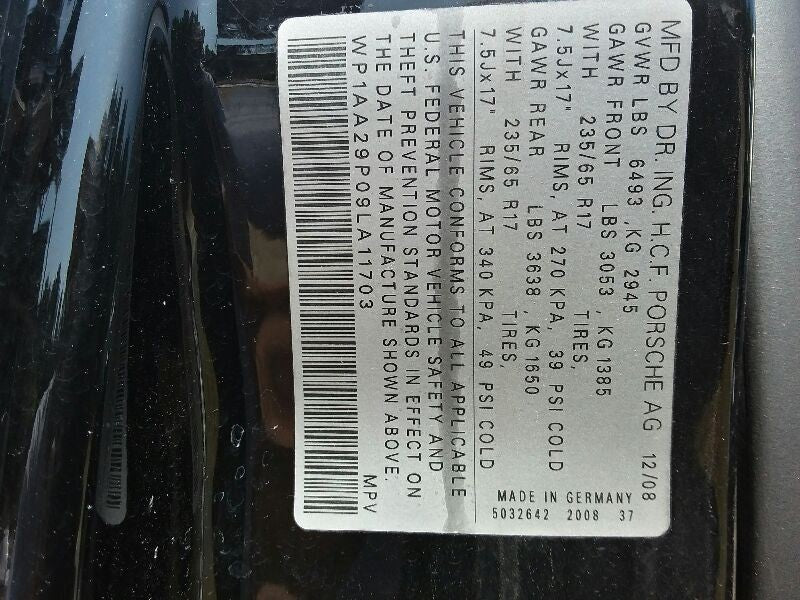 MFD BY DR. ING. H.C.F. PORSCHE AG 12/08
GVWR LBS 6493 ,KG 2945
GAWR FRONT LBS 3053 , KG 1385
WITH 235/65 R17 TIRES,
7.5Jx17" RIMS, AT 270 KPA, 39 PSI COLD
GAWR REAR LBS 3638 , KG 1650
WITH 235/65 R17 TIRES,
7.5Jx17" RIMS, AT 340 KPA, 49 PSI COLD
MADE IN GERMANY
5032642 2008 37
THIS VEHICLE CONFORMS TO ALL APPLICABLE
U.S. FEDERAL MOTOR VEHICLE SAFETY AND
THEFT PREVENTION STANDARDS IN EFFECT ON
THE DATE OF MANUFACTURE SHOWN ABOVE.
WP1AA29P09LA11703 MPV